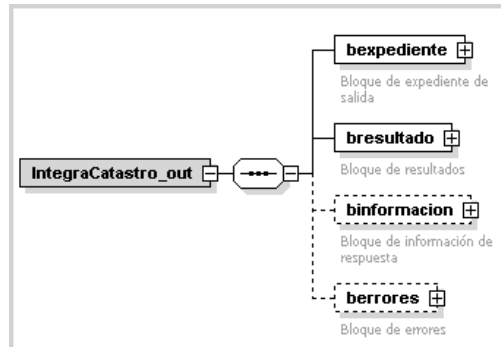 bexpediente
Bloque de expediente de
salida
bresultado
Bloque de resultados
IntegraCatastro_out
binformacion
Bloque de información de
respuesta
berrores
Bloque de errores